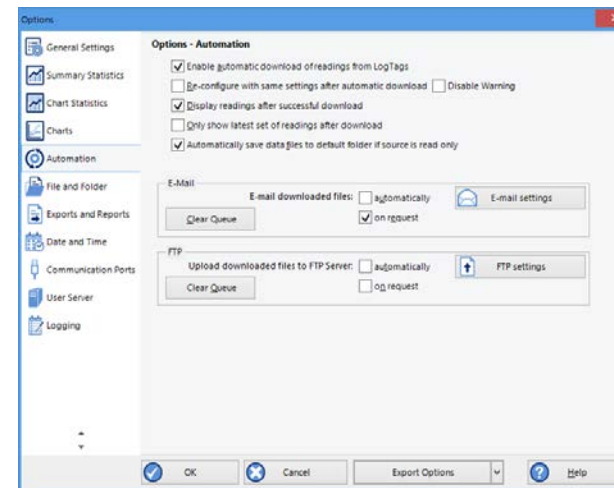 Options
General Settings
Summary Statistics
Chart Statistics
Charts
Automation
File and Folder
Exports and Reports
Date and Time
Communication Ports
User Server
Logging
Options - Automation
Enable automatic download of readings from LogTags
Re-configure with same settings after automatic download Disable Warning
Display readings after successful download
Only show latest set of readings after download
Automatically save data files to default folder if source is read only
E-Mail
E-mail downloaded files: automatically E-mail settings
Clear Queue on request
FTP
Upload downloaded files to FTP Server: automatically FTP settings
Clear Queue on request
OK Cancel Export Options Help